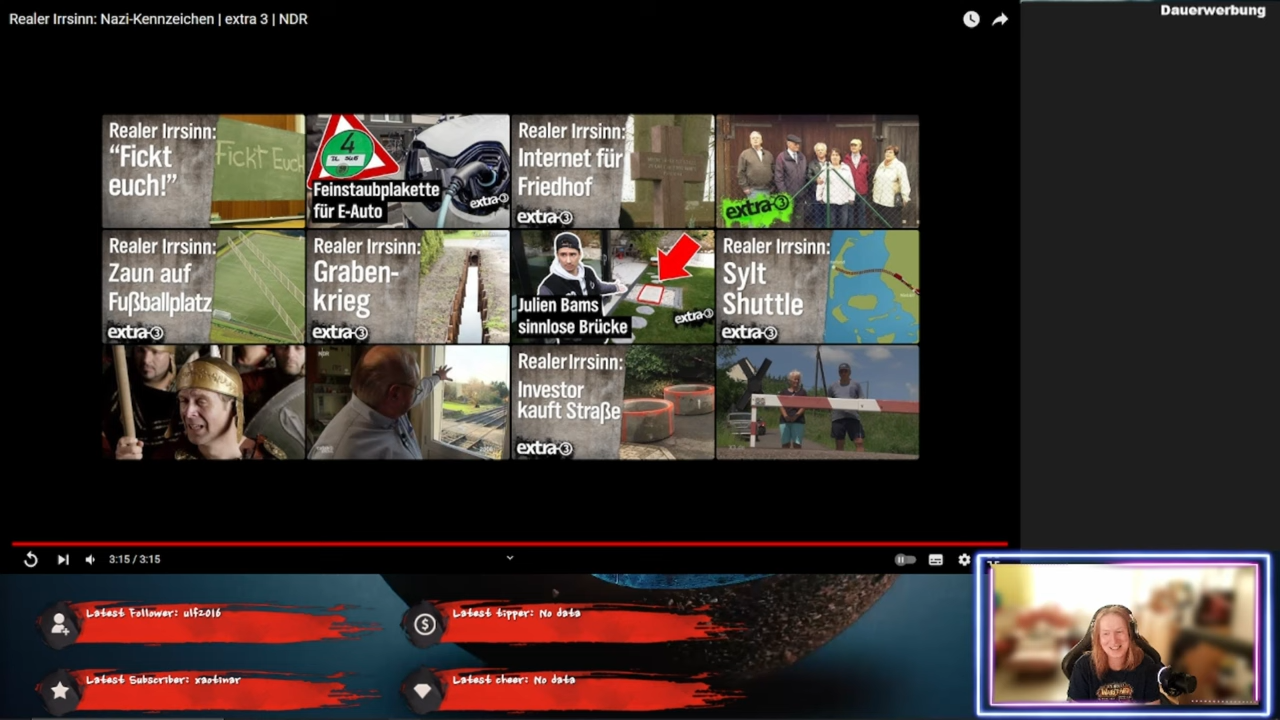 Realer Irrsinn: Nazi-Kennzeichen | extra 3 | NDR
Dauerwerbung
Realer Irrsinn:
"Fickt
euch!"
Fickt Euch
4
Feinstaubplakette
für E-Auto
extra3
Realer Irrsinn:
Internet für
Friedhof
extra3
extra3
Realer Irrsinn:
Zaun auf
Fußballplatz
extra3
Realer Irrsinn:
Graben-
krieg
extra3
Julien Bams
sinnlose Brücke
extra3
Realer Irrsinn:
Sylt
Shuttle
extra3
Realer Irrsinn:
Investor
kauft Straße
extra3
3:15 / 3:15
Latest Follower: ulf2016
Latest tipper: No data
Latest Subscriber: xaotinar
Latest cheer: No data